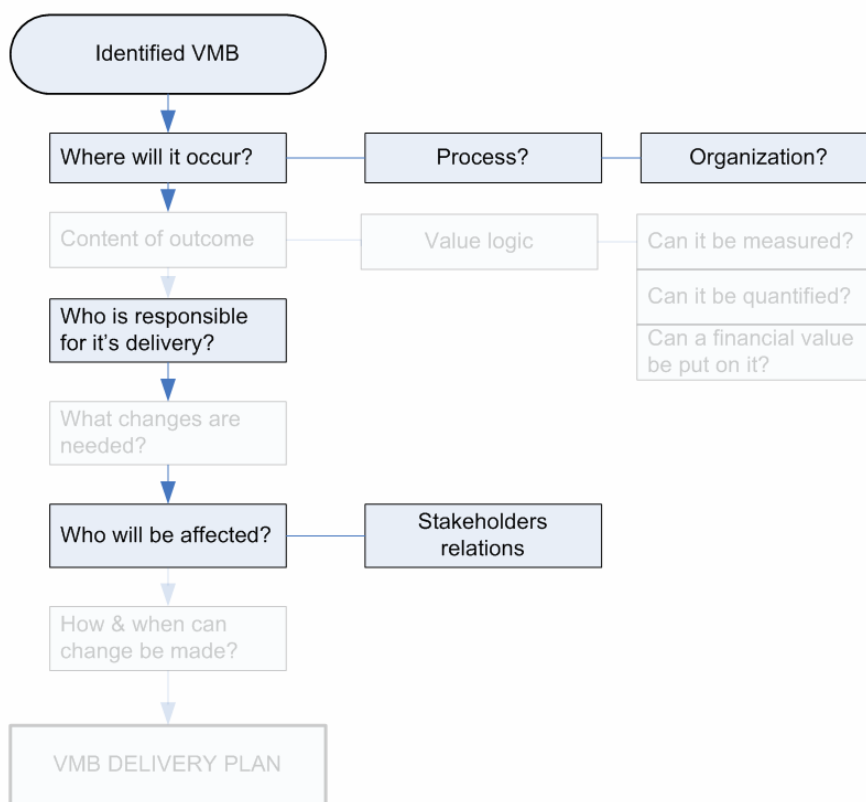 Identified VMB
Where will it occur?
Process?
Organization?
Content of outcome
Value logic
Can it be measured?
Can it be quantified?
Can a financial value
be put on it?
Who is responsible
for it's delivery?
What changes are
needed?
Who will be affected?
Stakeholders
relations
How & when can
change be made?
VMB DELIVERY PLAN